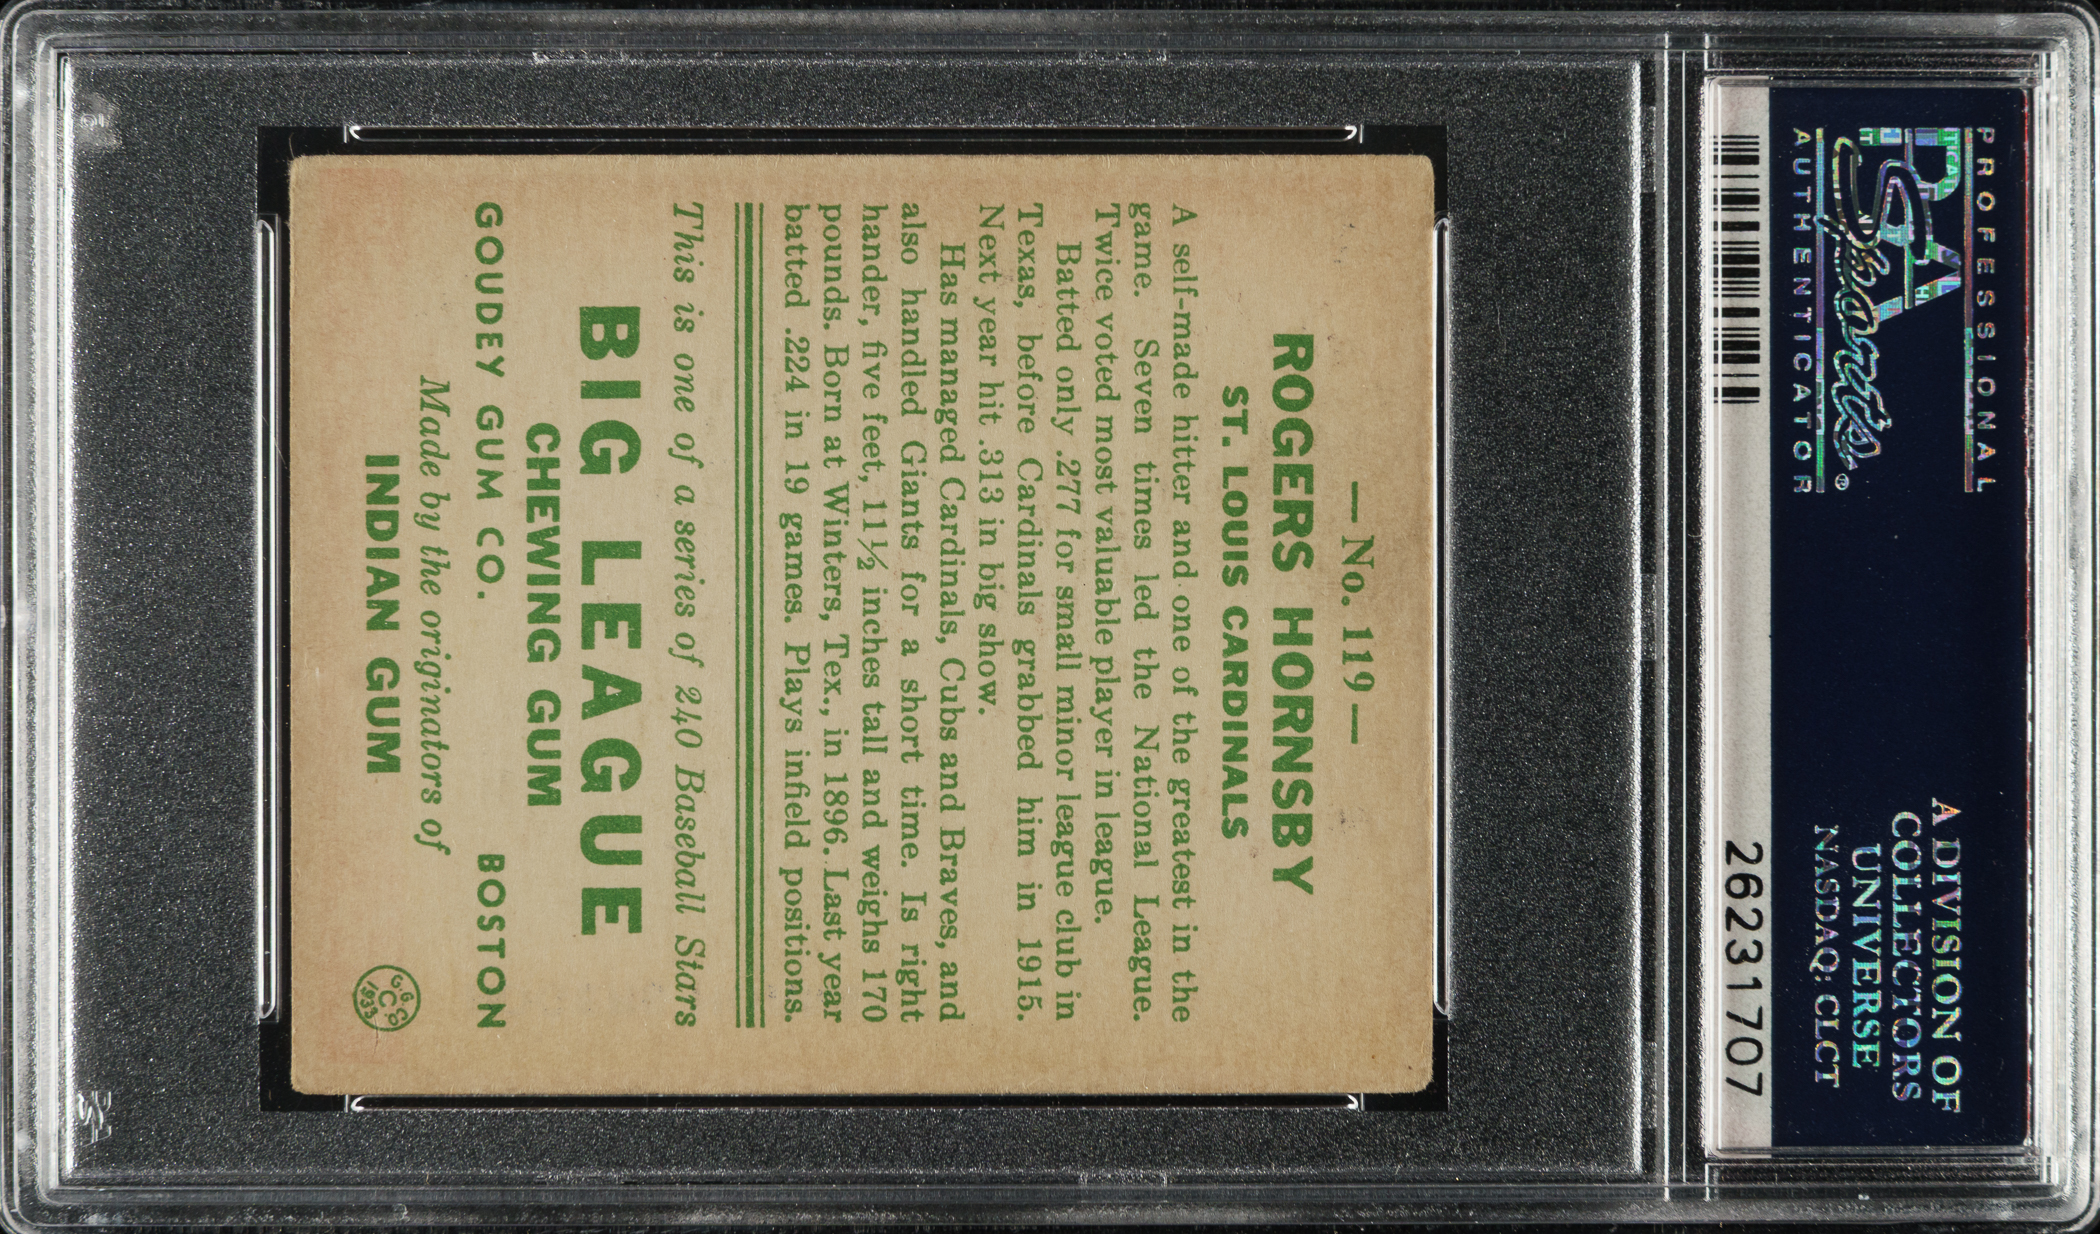 PROFESSIONAL
PSA
Sports®
AUTHENTICATOR
A DIVISION OF
COLLECTORS
UNIVERSE
NASDAQ: CLCT
26231707
—No. 119—
ROGERS HORNSBY
ST. LOUIS CARDINALS
A self-made hitter and one of the greatest in the
game. Seven times led the National League.
Twice voted most valuable player in league.
Batted only .277 for small minor league club in
Texas, before Cardinals grabbed him in 1915.
Next year hit .313 in big show.
Has managed Cardinals, Cubs and Braves, and
also handled Giants for a short time. Is right
hander, five feet, 11½ inches tall and weighs 170
pounds. Born at Winters, Tex., in 1896. Last year
batted .224 in 19 games. Plays infield positions.
This is one of a series of 240 Baseball Stars
BIG LEAGUE
CHEWING GUM
GOUDEY GUM CO. BOSTON
Made by the originators of
INDIAN GUM
G.G.
Co.
1933